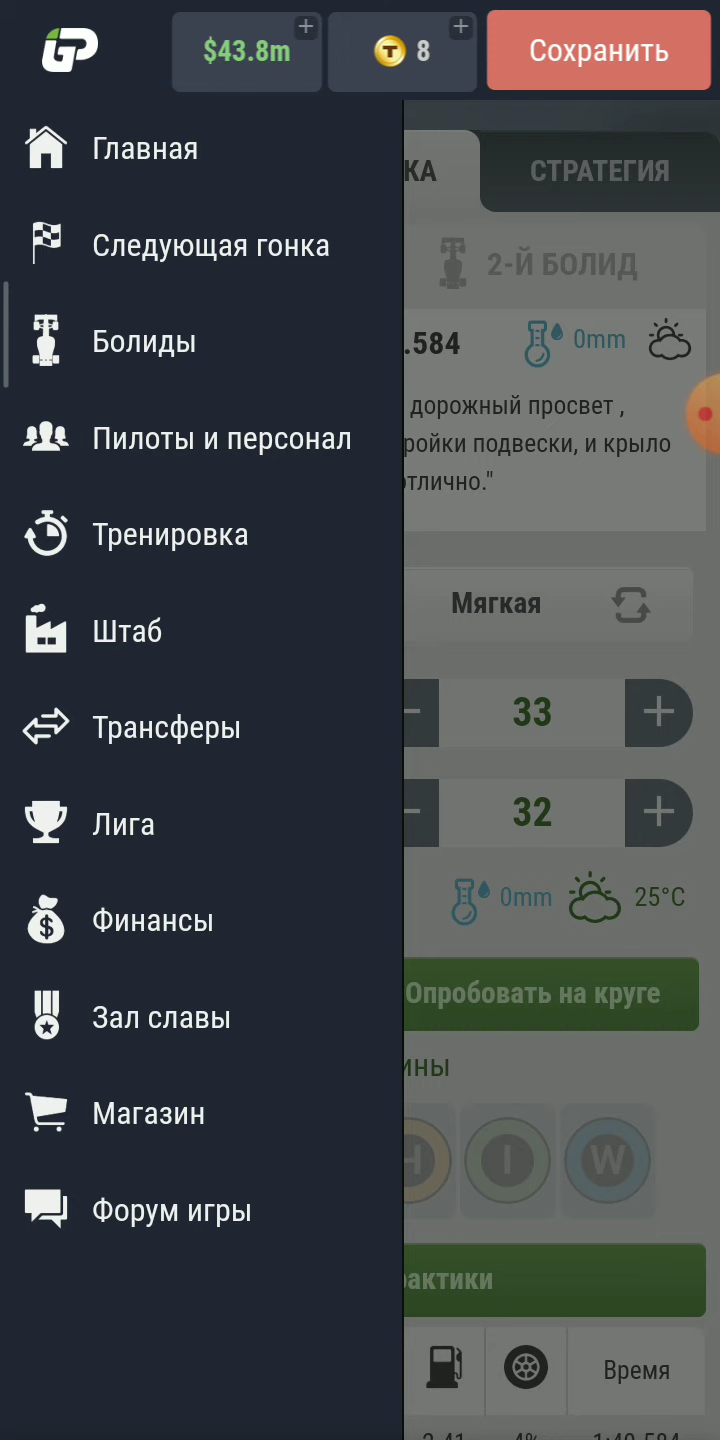 GP
$43.8m
+
8
+
Сохранить
Главная
КА
СТРАТЕГИЯ
Следующая гонка
2-Й БОЛИД
Болиды
.584
0mm
дорожный просвет ,
Пилоты и персонал
ройки подвески, и крыло
отлично."
Тренировка
Мягкая
Штаб
33
+
Трансферы
32
+
Лига
0mm
25°C
Финансы
Опробовать на круге
Зал славы
ины
Магазин
H
I
W
Форум игры
рактики
Время